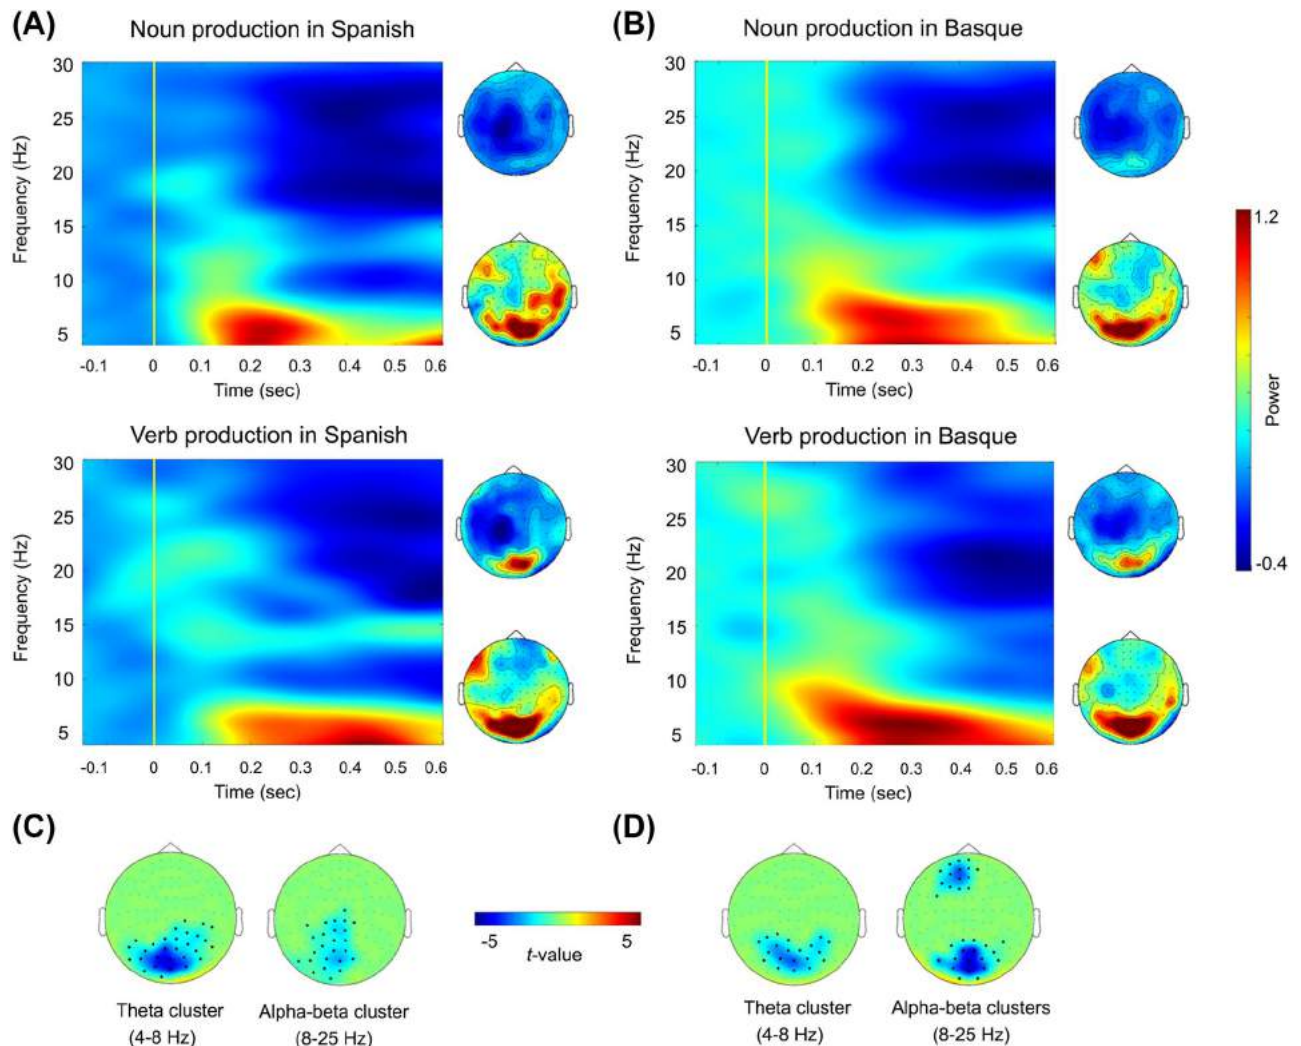 (A)
Noun production in Spanish
30
25
20
15
10
5
Frequency (Hz)
-0.1 0 0.1 0.2 0.3 0.4 0.5 0.6
Time (sec)
(B)
Noun production in Basque
30
25
20
15
10
5
Frequency (Hz)
-0.1 0 0.1 0.2 0.3 0.4 0.5 0.6
Time (sec)
1.2
Power
-0.4
Verb production in Spanish
30
25
20
15
10
5
Frequency (Hz)
-0.1 0 0.1 0.2 0.3 0.4 0.5 0.6
Time (sec)
Verb production in Basque
30
25
20
15
10
5
Frequency (Hz)
-0.1 0 0.1 0.2 0.3 0.4 0.5 0.6
Time (sec)
(C)
Theta cluster
(4-8 Hz)
Alpha-beta cluster
(8-25 Hz)
-5 5
t-value
(D)
Theta cluster
(4-8 Hz)
Alpha-beta clusters
(8-25 Hz)